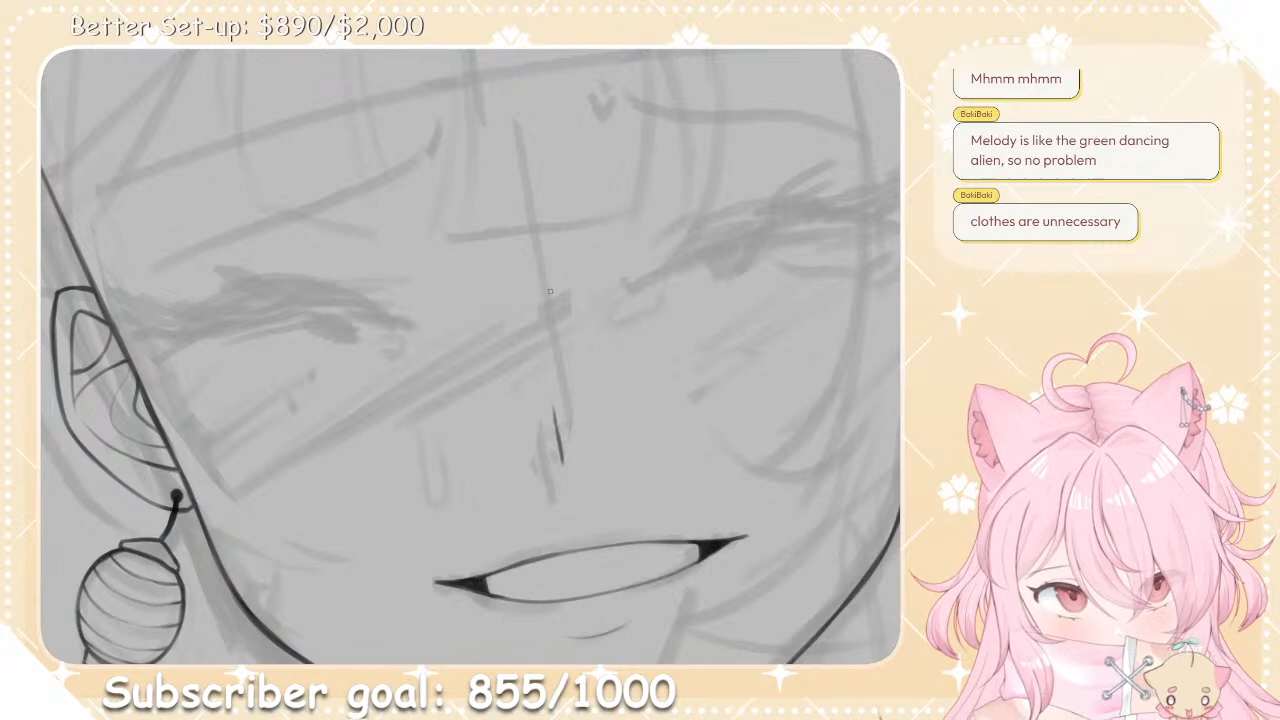 Better Set-up: $890/$2,000
Mhmm mhmm
BakiBaki
Melody is like the green dancing
alien, so no problem
BakiBaki
clothes are unnecessary
Subscriber goal: 855/1000